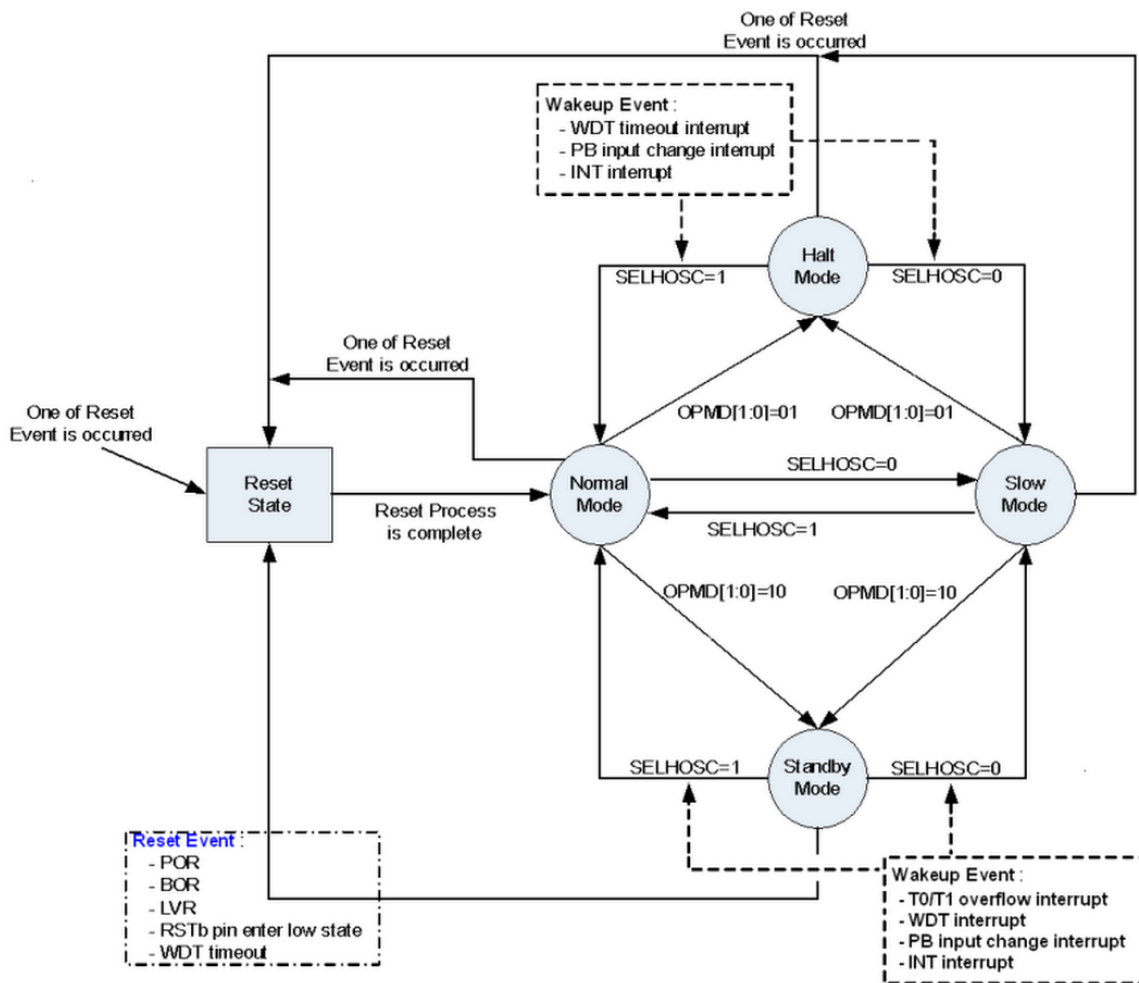 One of Reset
Event is occurred
Wakeup Event :
- WDT timeout interrupt
- PB input change interrupt
- INT interrupt
Halt
Mode
SELHOSC=1
SELHOSC=0
One of Reset
Event is occurred
OPMD[1:0]=01
OPMD[1:0]=01
One of Reset
Event is occurred
Reset
State
Reset Process
is complete
Normal
Mode
SELHOSC=0
SELHOSC=1
Slow
Mode
OPMD[1:0]=10
OPMD[1:0]=10
SELHOSC=1
Standby
Mode
SELHOSC=0
Reset Event :
- POR
- BOR
- LVR
- RSTb pin enter low state
- WDT timeout
Wakeup Event :
- T0/T1 overflow interrupt
- WDT interrupt
- PB input change interrupt
- INT interrupt